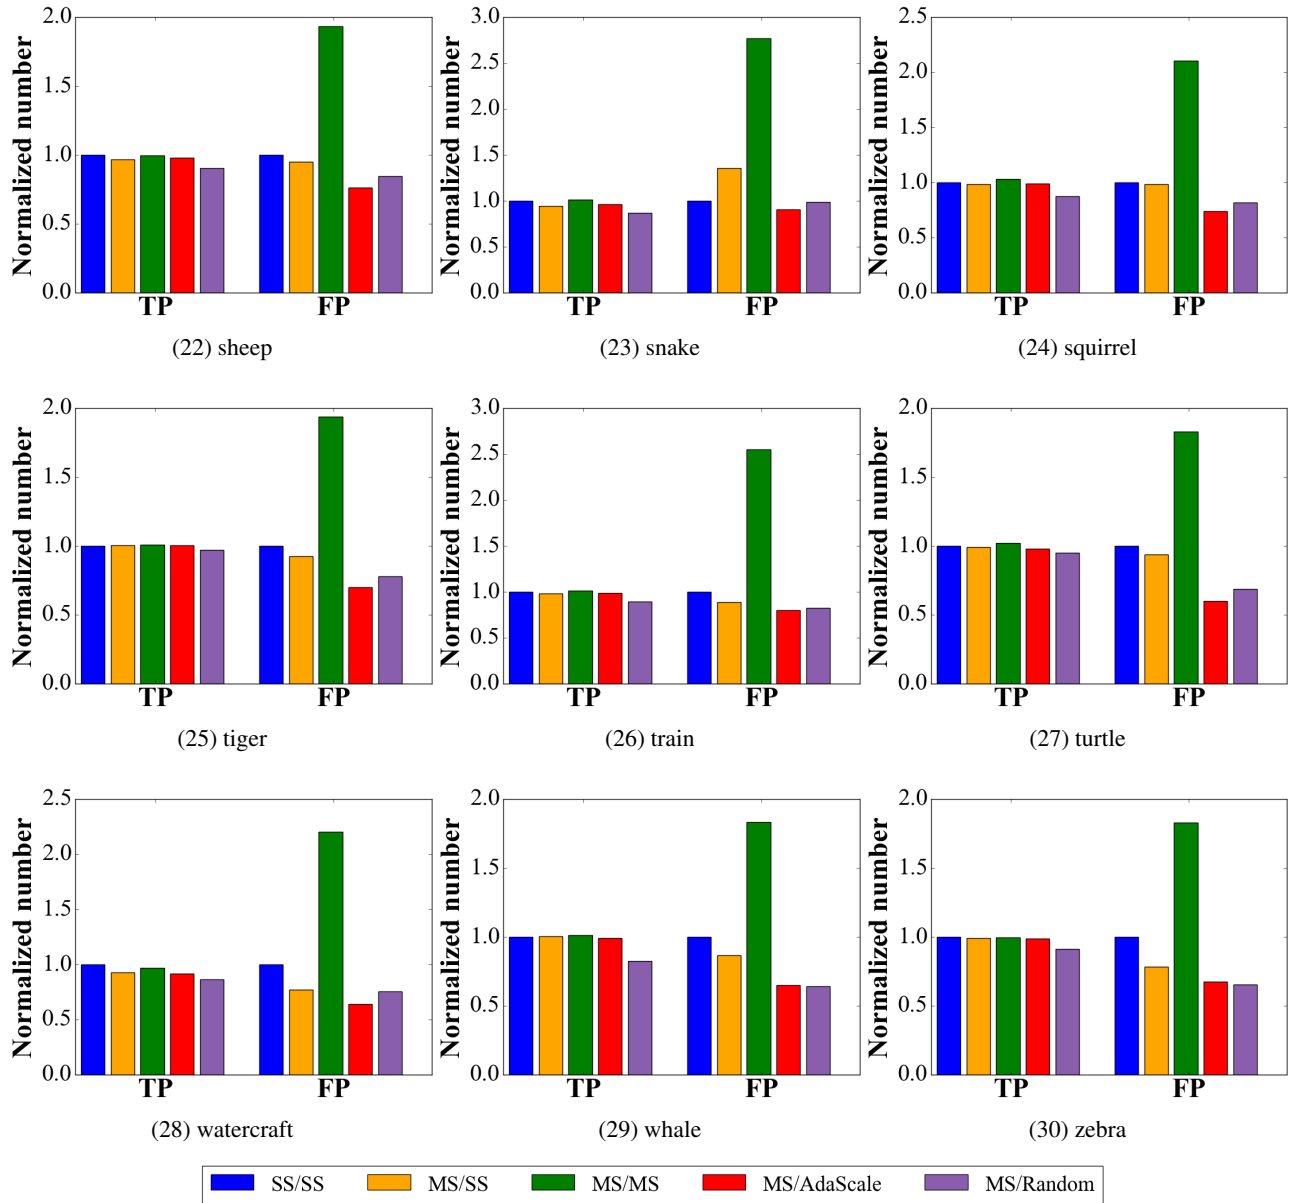 2.0
1.5
1.0
0.5
0.0
Normalized number
TP FP
(22) sheep
3.0
2.5
2.0
1.5
1.0
0.5
0.0
Normalized number
TP FP
(23) snake
2.5
2.0
1.5
1.0
0.5
0.0
Normalized number
TP FP
(24) squirrel
2.0
1.5
1.0
0.5
0.0
Normalized number
TP FP
(25) tiger
3.0
2.5
2.0
1.5
1.0
0.5
0.0
Normalized number
TP FP
(26) train
2.0
1.5
1.0
0.5
0.0
Normalized number
TP FP
(27) turtle
2.5
2.0
1.5
1.0
0.5
0.0
Normalized number
TP FP
(28) watercraft
2.0
1.5
1.0
0.5
0.0
Normalized number
TP FP
(29) whale
2.0
1.5
1.0
0.5
0.0
Normalized number
TP FP
(30) zebra
SS/SS MS/SS MS/MS MS/AdaScale MS/Random